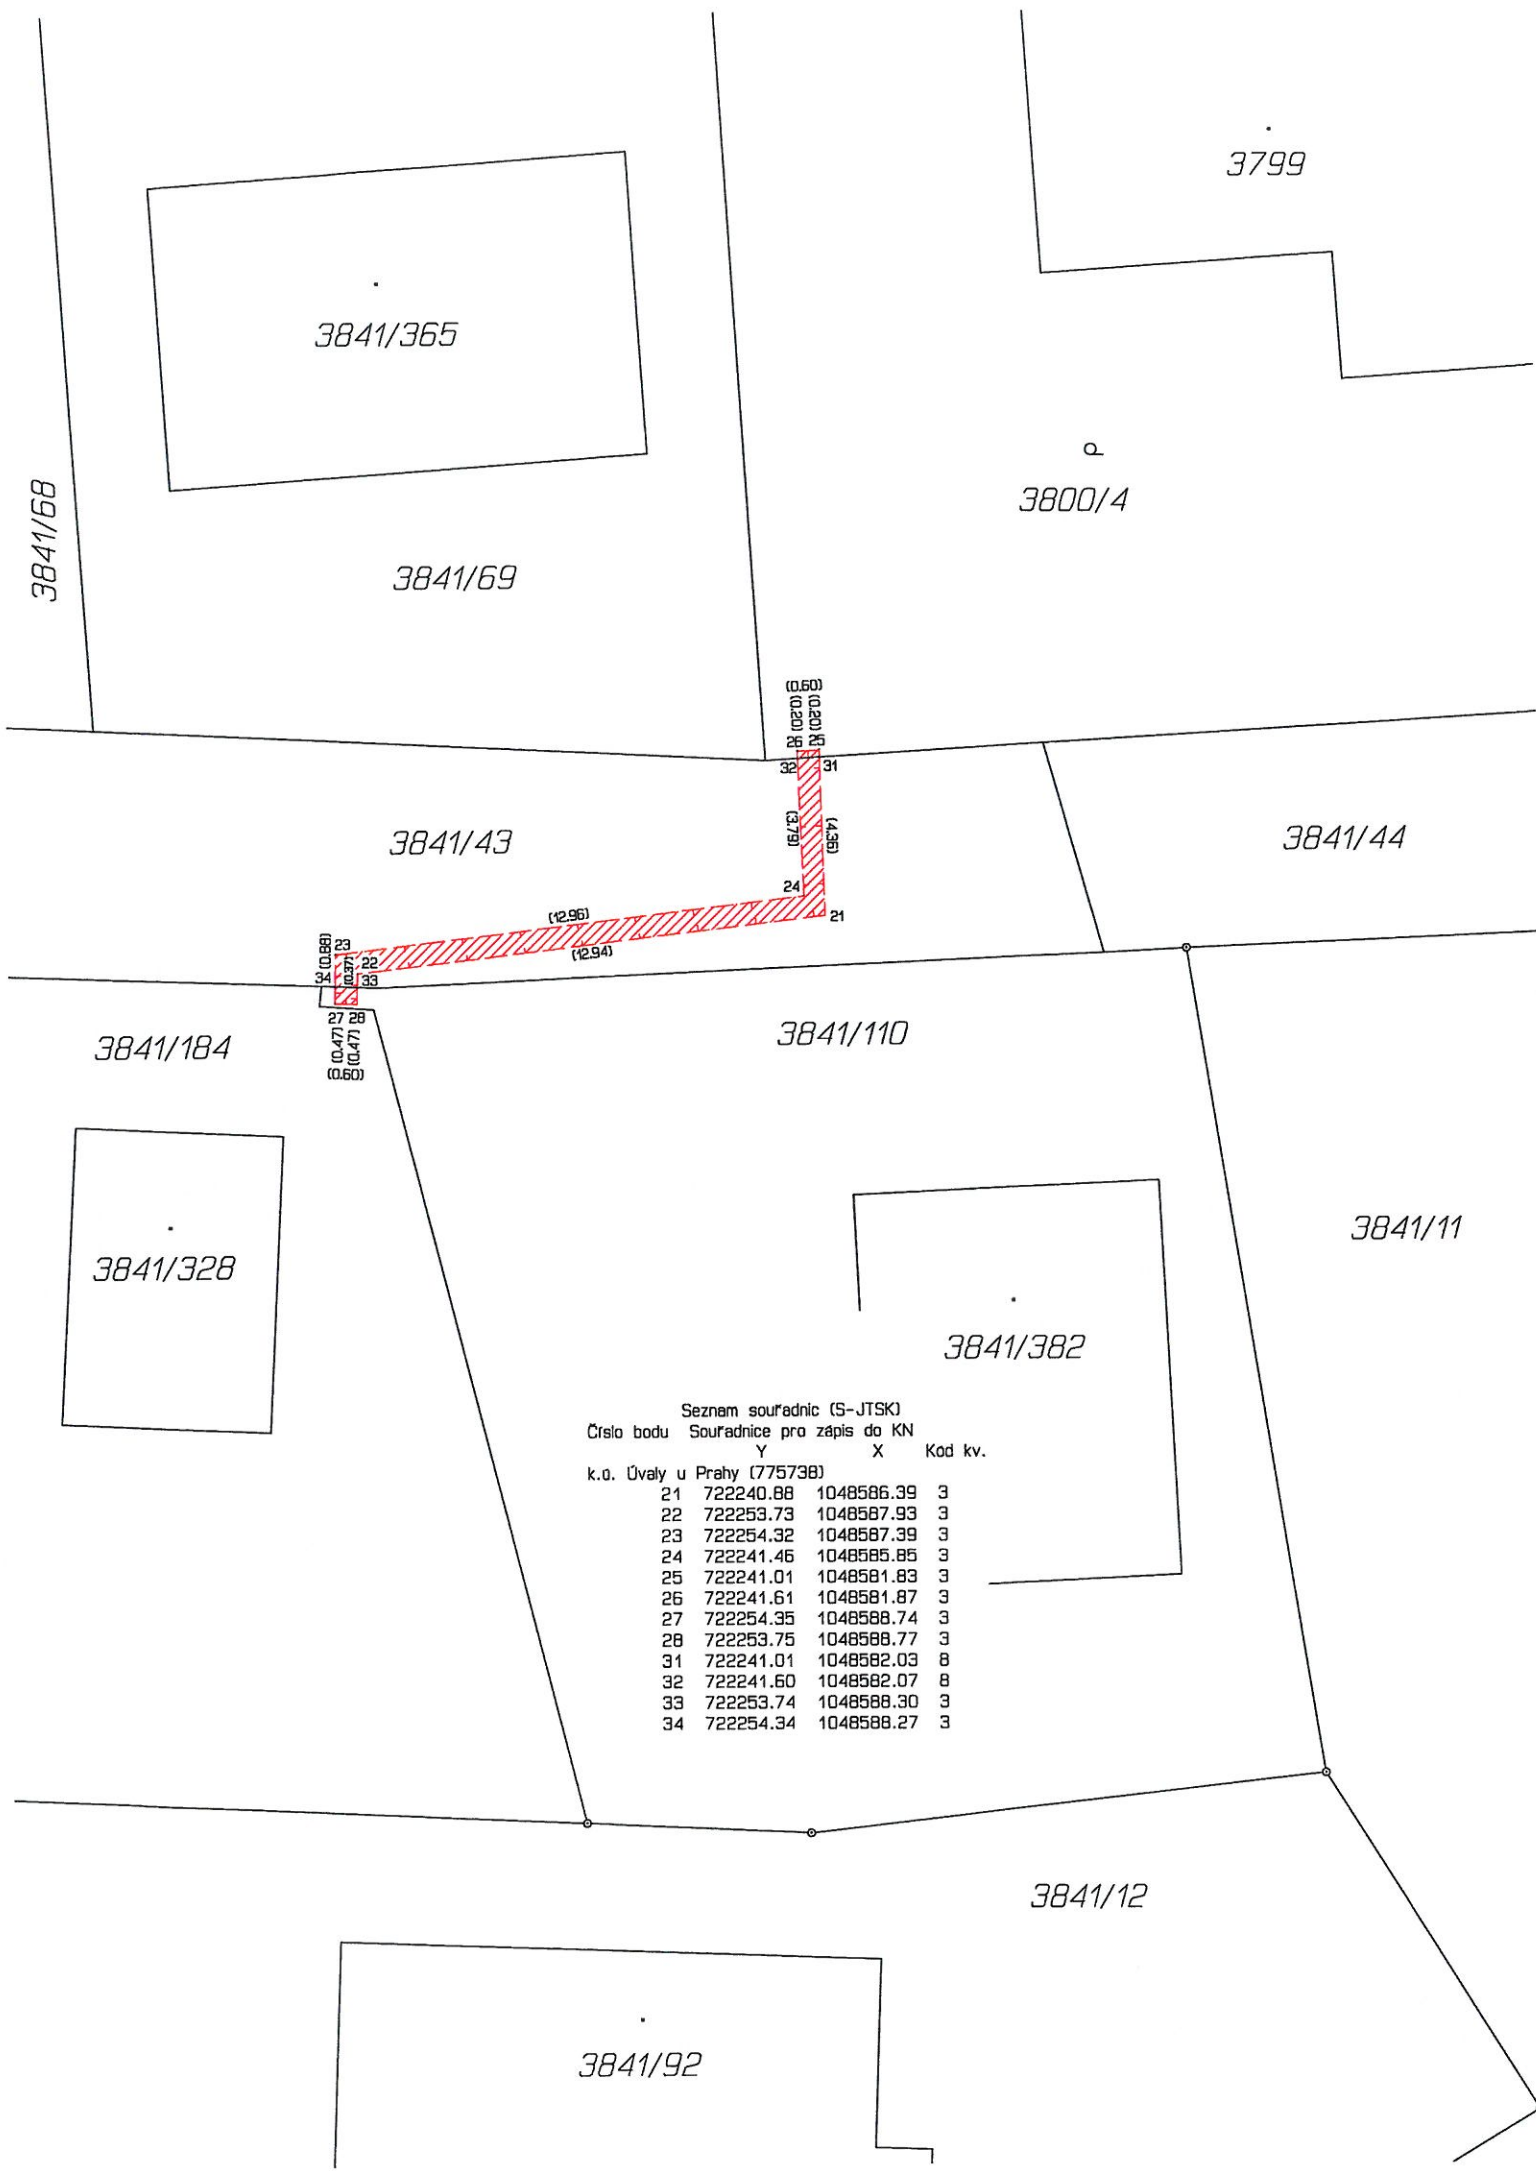 3799
3841/365
3841/68
3800/4
3841/69
(0.60)
(0.20)
(0.20)
26 25
32 31
(3.79)
(4.36)
3841/43
3841/44
24
21
(12.96)
(12.94)
23
(0.88)
22
(0.37)
34 33
27 28
(0.47)
(0.47)
(0.60)
3841/184
3841/110
3841/11
3841/328
3841/382
Seznam souřadnic (S-JTSK)
Číslo bodu Souřadnice pro zápis do KN
Y X Kod kv.
k.ú. Úvaly u Prahy (775738)
21 722240.88 1048586.39 3
22 722253.73 1048587.93 3
23 722254.32 1048587.39 3
24 722241.46 1048585.85 3
25 722241.01 1048581.83 3
26 722241.61 1048581.87 3
27 722254.35 1048588.74 3
28 722253.75 1048588.77 3
31 722241.01 1048582.03 8
32 722241.60 1048582.07 8
33 722253.74 1048588.30 3
34 722254.34 1048588.27 3
3841/12
3841/92